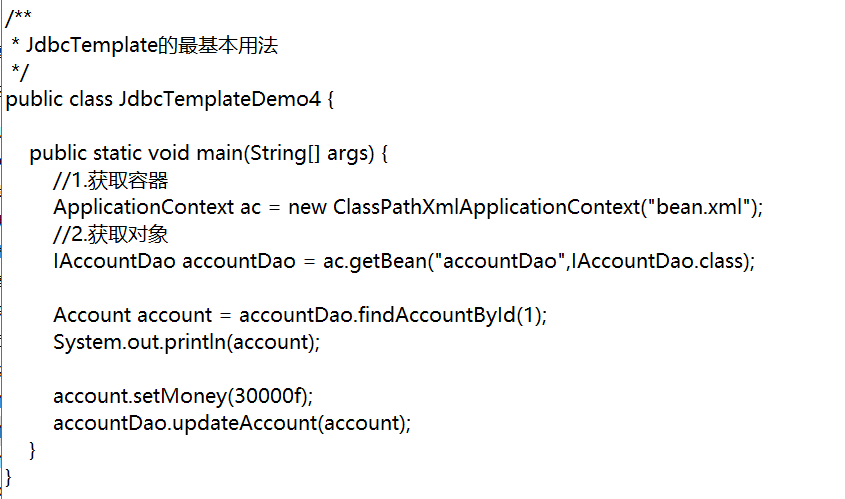 /**
 * JdbcTemplate的最基本用法
 */
public class JdbcTemplateDemo4 {
    public static void main(String[] args) {
        //1.获取容器
        ApplicationContext ac = new ClassPathXmlApplicationContext("bean.xml");
        //2.获取对象
        IAccountDao accountDao = ac.getBean("accountDao",IAccountDao.class);
        Account account = accountDao.findAccountById(1);
        System.out.println(account);
        account.setMoney(30000f);
        accountDao.updateAccount(account);
    }
}